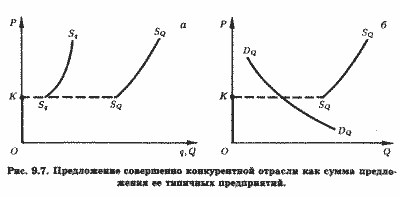 P
S_q
S_Q
а
K
S_q
S_Q
O
q, Q
P
S_Q
б
D_Q
K
S_Q
D_Q
O
Q
Рис. 9.7. Предложение совершенно конкурентной отрасли как сумма предло-
жения ее типичных предприятий.